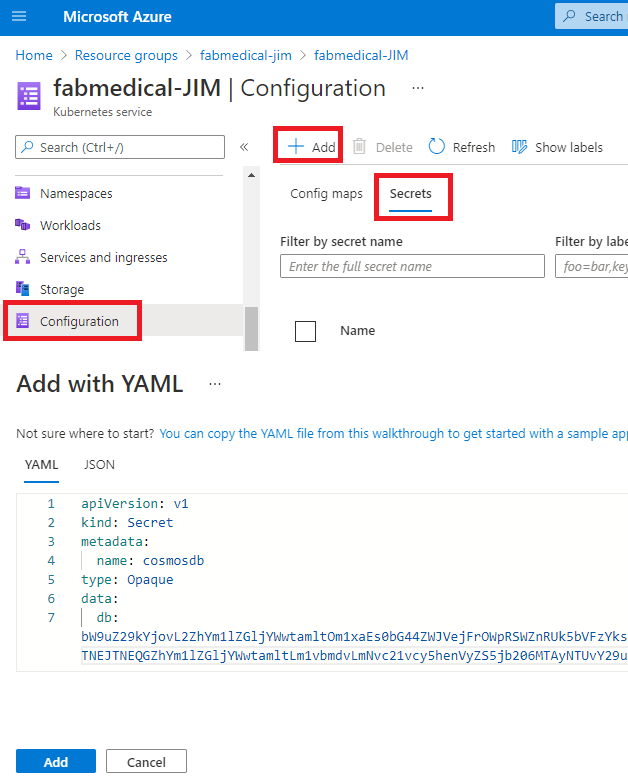 Microsoft Azure
Search
Home > Resource groups > fabmedical-jim > fabmedical-JIM
fabmedical-JIM | Configuration ...
Kubernetes service
Search (Ctrl+/) «
Add Delete Refresh Show labels
Namespaces
Workloads
Services and ingresses
Storage
Configuration
Config maps Secrets
Filter by secret name Filter by labe
Enter the full secret name foo=bar,key
Name
Add with YAML ...
Not sure where to start? You can copy the YAML file from this walkthrough to get started with a sample app
YAML JSON
1 apiVersion: v1
2 kind: Secret
3 metadata:
4 name: cosmosdb
5 type: Opaque
6 data:
7 db:
bW9uZ29kYjovL2ZhYm1lZGljYWwtamltOm1xaEs0bG44ZWJVejFrOWpRSWZnRUk5bVFzYks
TNEJTNEQGZhYm1lZGljYWwtamltLm1vbmdvLmNvc21vcy5henVyZS5jb206MTAyNTUvY29u
Add Cancel